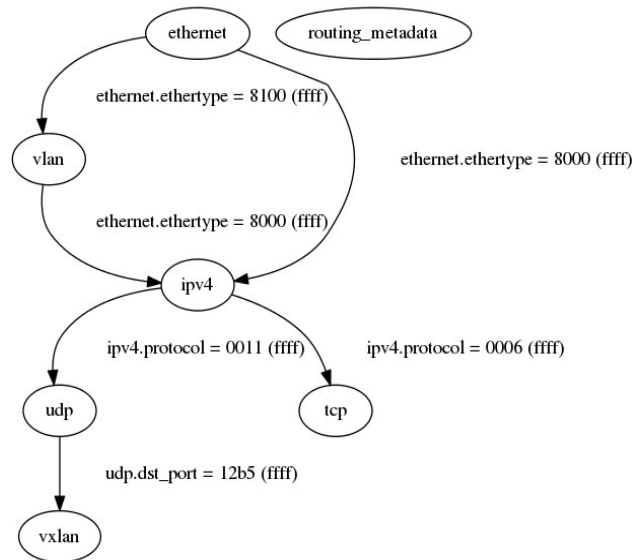 ethernet
routing_metadata
ethernet.ethertype = 8100 (ffff)
vlan
ethernet.ethertype = 8000 (ffff)
ethernet.ethertype = 8000 (ffff)
ipv4
ipv4.protocol = 0011 (ffff)
ipv4.protocol = 0006 (ffff)
udp
tcp
udp.dst_port = 12b5 (ffff)
vxlan